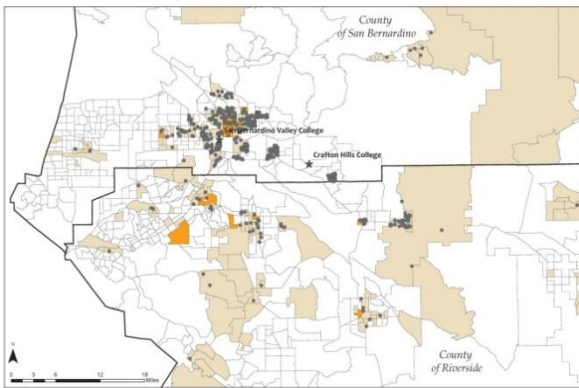 County
of San Bernardino
San Bernardino Valley College
Crafton Hills College
County
of Riverside
N
0 3 6 12 18
Miles